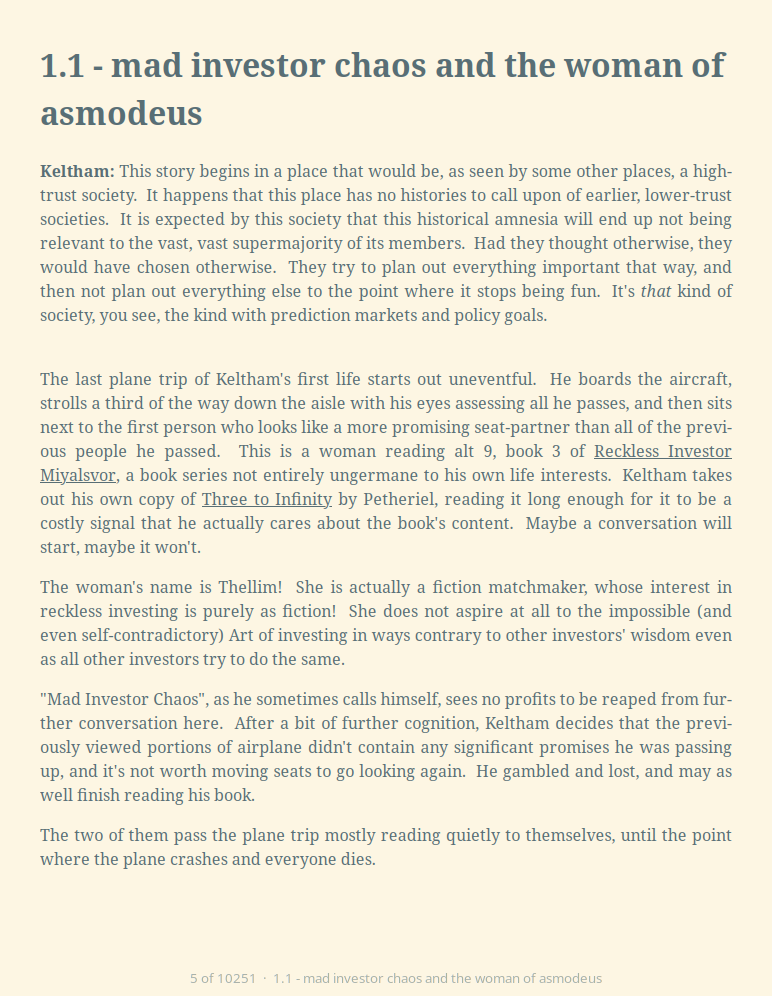 1.1 - mad investor chaos and the woman of
asmodeus
Keltham: This story begins in a place that would be, as seen by some other places, a high-
trust society.  It happens that this place has no histories to call upon of earlier, lower-trust
societies.  It is expected by this society that this historical amnesia will end up not being
relevant to the vast, vast supermajority of its members.  Had they thought otherwise, they
would have chosen otherwise.  They try to plan out everything important that way, and
then not plan out everything else to the point where it stops being fun.  It's that kind of
society, you see, the kind with prediction markets and policy goals.
The last plane trip of Keltham's first life starts out uneventful.  He boards the aircraft,
strolls a third of the way down the aisle with his eyes assessing all he passes, and then sits
next to the first person who looks like a more promising seat-partner than all of the previ-
ous people he passed.  This is a woman reading alt 9, book 3 of Reckless Investor
Miyalsvor, a book series not entirely ungermane to his own life interests.  Keltham takes
out his own copy of Three to Infinity by Petheriel, reading it long enough for it to be a
costly signal that he actually cares about the book's content.  Maybe a conversation will
start, maybe it won't.
The woman's name is Thellim!  She is actually a fiction matchmaker, whose interest in
reckless investing is purely as fiction!  She does not aspire at all to the impossible (and
even self-contradictory) Art of investing in ways contrary to other investors' wisdom even
as all other investors try to do the same.
"Mad Investor Chaos", as he sometimes calls himself, sees no profits to be reaped from fur-
ther conversation here.  After a bit of further cognition, Keltham decides that the previ-
ously viewed portions of airplane didn't contain any significant promises he was passing
up, and it's not worth moving seats to go looking again.  He gambled and lost, and may as
well finish reading his book.
The two of them pass the plane trip mostly reading quietly to themselves, until the point
where the plane crashes and everyone dies.
5 of 10251 · 1.1 - mad investor chaos and the woman of asmodeus